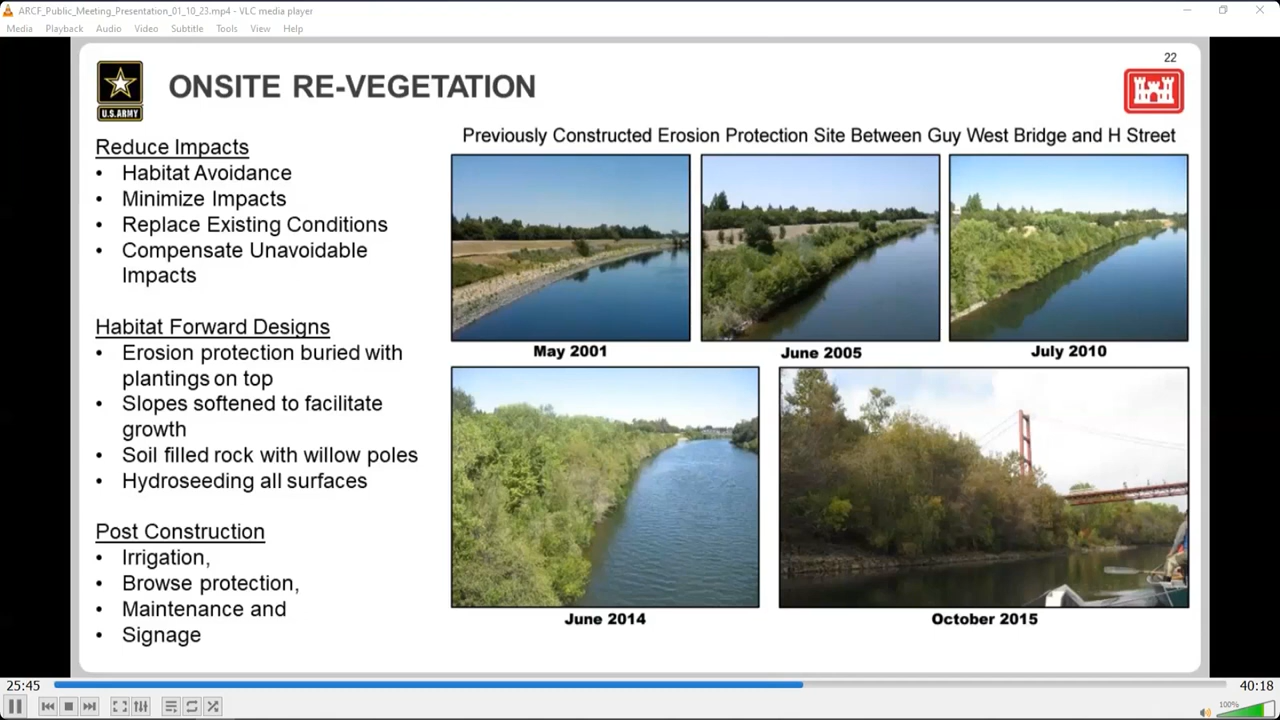 ARCF_Public_Meeting_Presentation_01_10_23.mp4 - VLC media player
Media Playback Audio Video Subtitle Tools View Help
22
U.S.ARMY
ONSITE RE-VEGETATION
Reduce Impacts
• Habitat Avoidance
• Minimize Impacts
• Replace Existing Conditions
• Compensate Unavoidable
Impacts
Habitat Forward Designs
• Erosion protection buried with
plantings on top
• Slopes softened to facilitate
growth
• Soil filled rock with willow poles
• Hydroseeding all surfaces
Post Construction
• Irrigation,
• Browse protection,
• Maintenance and
• Signage
Previously Constructed Erosion Protection Site Between Guy West Bridge and H Street
May 2001
June 2005
July 2010
June 2014
October 2015
25:45
40:18
100%